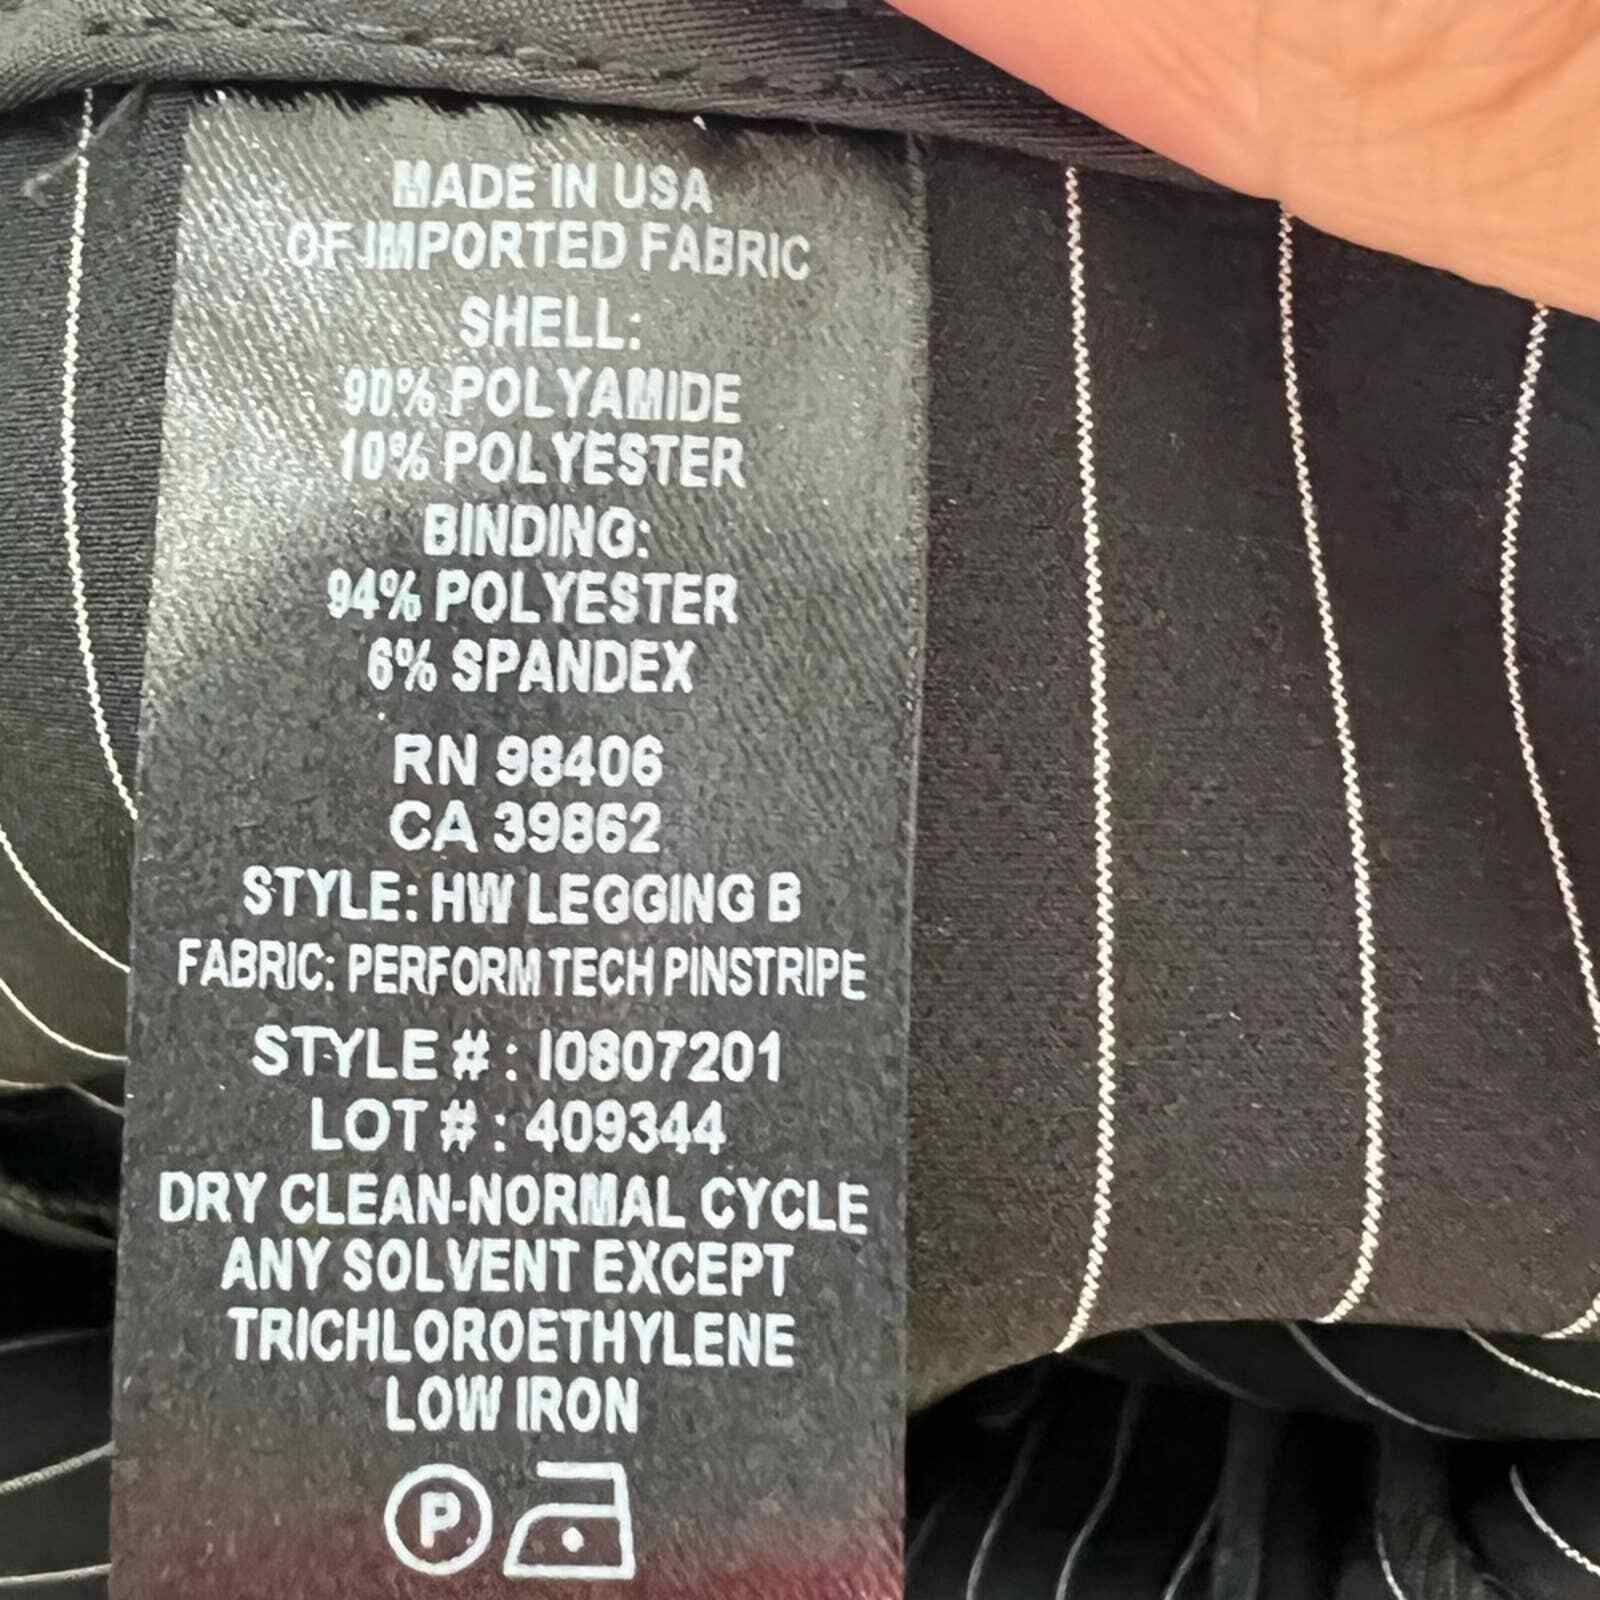 MADE IN USA
OF IMPORTED FABRIC
SHELL:
90% POLYAMIDE
10% POLYESTER
BINDING:
94% POLYESTER
6% SPANDEX
RN 98406
CA 39862
STYLE: HW LEGGING B
FABRIC: PERFORM TECH PINSTRIPE
STYLE # : I0807201
LOT # : 409344
DRY CLEAN-NORMAL CYCLE
ANY SOLVENT EXCEPT
TRICHLOROETHYLENE
LOW IRON
P